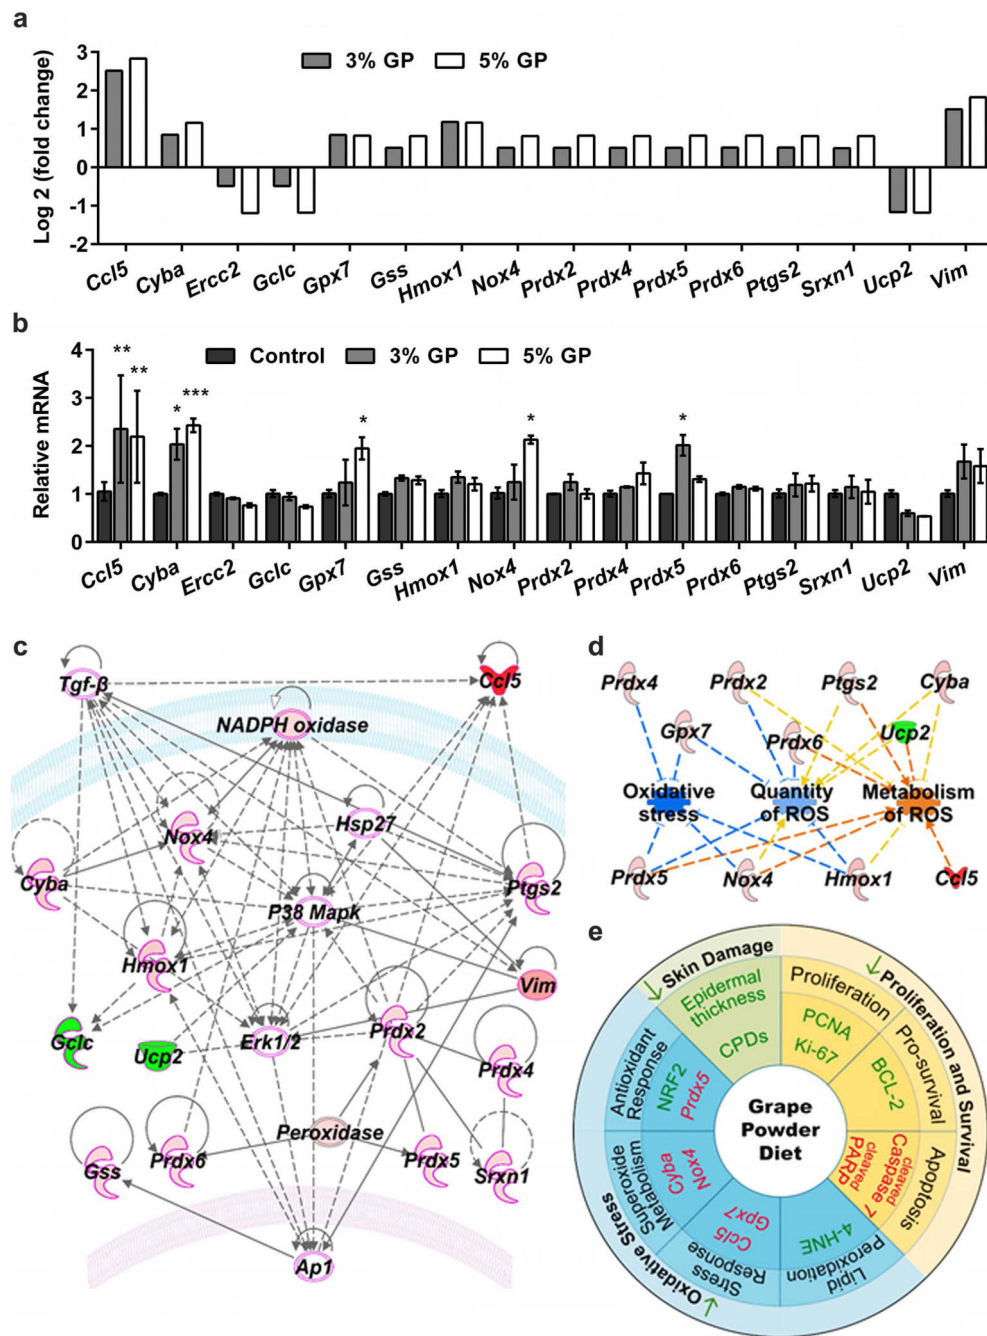 a
3% GP 5% GP
Log 2 (fold change)
3
2
1
0
-1
-2
Ccl5 Cyba Ercc2 Gclc Gpx7 Gss Hmox1 Nox4 Prdx2 Prdx4 Prdx5 Prdx6 Ptgs2 Srxn1 Ucp2 Vim
b
Control 3% GP 5% GP
Relative mRNA
4
3
2
1
0
** ** * *** * * *
Ccl5 Cyba Ercc2 Gclc Gpx7 Gss Hmox1 Nox4 Prdx2 Prdx4 Prdx5 Prdx6 Ptgs2 Srxn1 Ucp2 Vim
c
Tgf-β Ccl5
NADPH oxidase
Nox4 Hsp27
Cyba Ptgs2
P38 Mapk
Hmox1 Vim
Gclc Ucp2 Erk1/2 Prdx2
Prdx4
Peroxidase
Gss Prdx6 Prdx5 Srxn1
Ap1
d
Prdx4 Prdx2 Ptgs2 Cyba
Gpx7 Prdx6 Ucp2
Oxidative stress
Quantity of ROS
Metabolism of ROS
Prdx5 Nox4 Hmox1 Ccl5
e
Grape
Powder
Diet
↓ Skin Damage
Epidermal
thickness
CPDs
↓ Proliferation and Survival
Proliferation
PCNA
Ki-67
Pro-survival
BCL-2
Apoptosis
cleaved
Caspase 7
cleaved
PARP
↓ Oxidative Stress
Lipid
Peroxidation
4-HNE
Stress
Response
Ccl5
Gpx7
Superoxide
Metabolism
Cyba
Nox4
Antioxidant
Response
NRF2
Prdx5